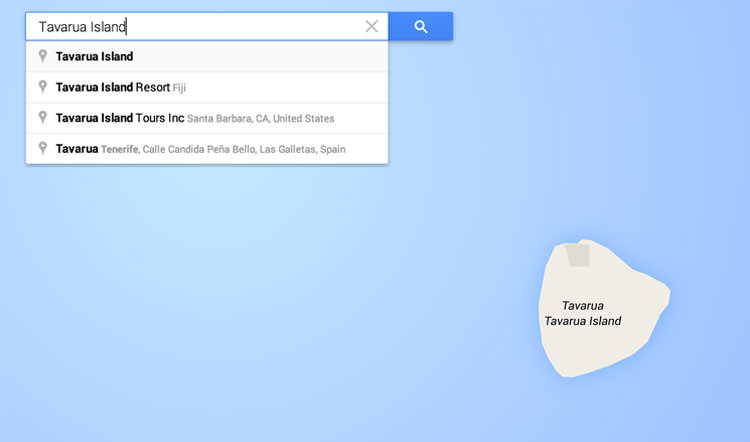 Tavarua Island
Tavarua Island
Tavarua Island Resort Fiji
Tavarua Island Tours Inc Santa Barbara, CA, United States
Tavarua Tenerife, Calle Candida Peña Bello, Las Galletas, Spain
Tavarua
Tavarua Island